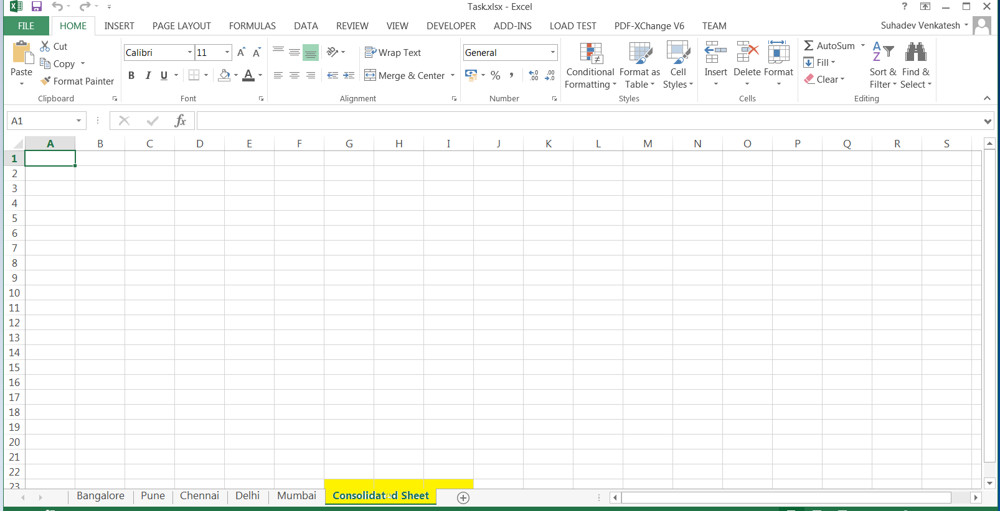 Task.xlsx - Excel
?
FILE HOME INSERT PAGE LAYOUT FORMULAS DATA REVIEW VIEW DEVELOPER ADD-INS LOAD TEST PDF-XChange V6 TEAM Suhadev Venkatesh
Paste
Cut
Copy
Format Painter
Clipboard
Calibri 11 A A
B I U A
Font
Wrap Text
Merge & Center
Alignment
General
% , .0 .00 .00 .0
Number
Conditional Formatting
Format as Table
Cell Styles
Styles
Insert Delete Format
Cells
AutoSum
Fill
Clear
Sort & Filter
Find & Select
Editing
A1 fx
A B C D E F G H I J K L M N O P Q R S
1
2
3
4
5
6
7
8
9
10
11
12
13
14
15
16
17
18
19
20
21
22
23
Bangalore Pune Chennai Delhi Mumbai Consolidated Sheet